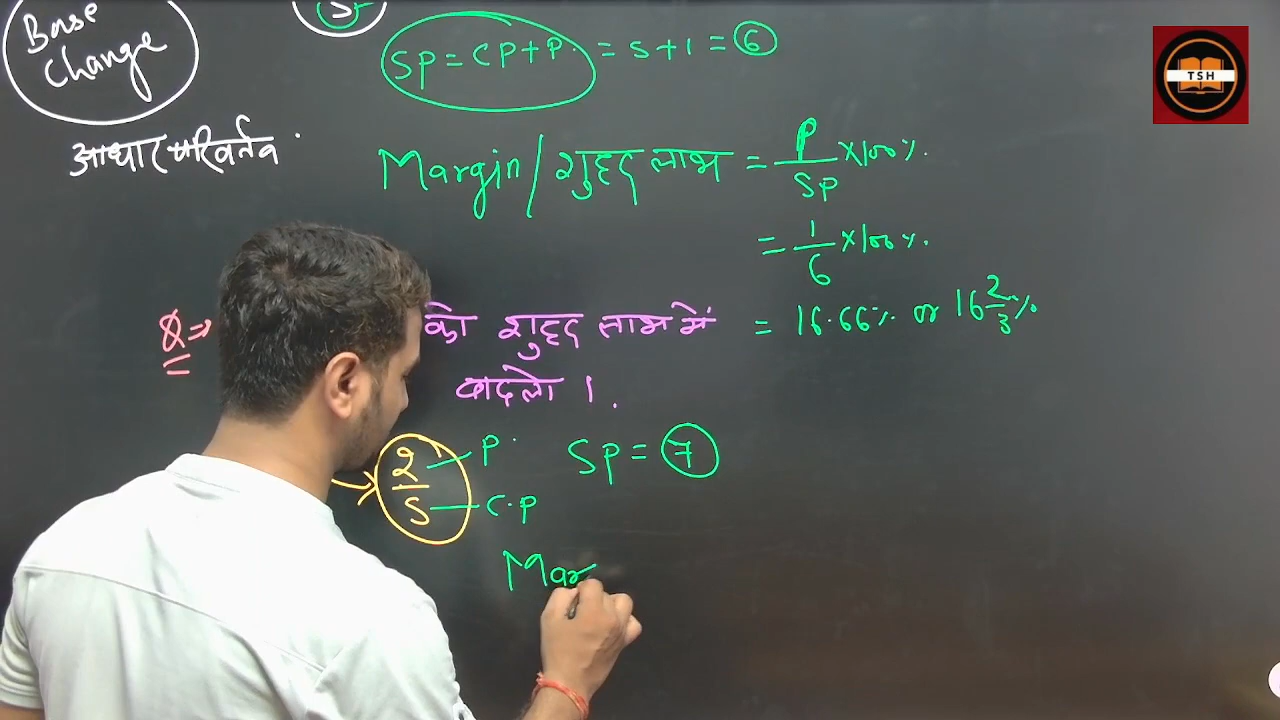 Base
Change
आधार परिवर्तन
5
SP = CP + P. = 5 + 1 = 6
TSH
Margin / शुद्ध लाभ = P/SP × 100%.
= 1/6 × 100%.
= 16.66% or 16 2/3 %
Q ⇒
को शुद्ध लाभ में
बदलो ।.
2/5
P.
C.P
SP = 7
Mar